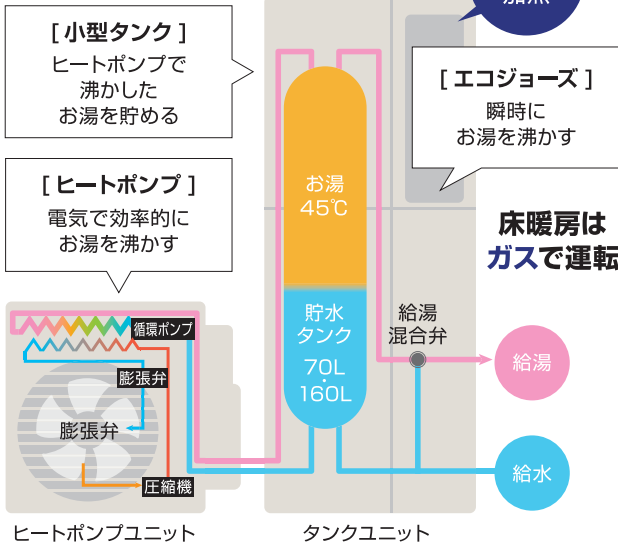 [ 小型タンク ]
ヒートポンプで
沸かした
お湯を貯める
[ エコジョーズ ]
瞬時に
お湯を沸かす
[ ヒートポンプ ]
電気で効率的に
お湯を沸かす
お湯
45℃
床暖房は
ガスで運転
貯水
タンク
70L
・
160L
給湯
混合弁
給湯
給水
循環ポンプ
膨張弁
膨張弁
圧縮機
ヒートポンプユニット
タンクユニット